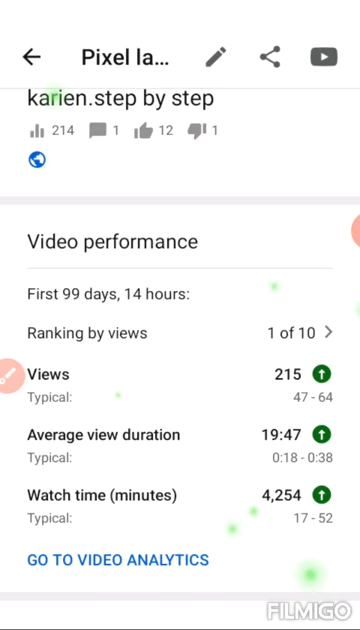 Pixel la...
karien.step by step
214 1 12 1
Video performance
First 99 days, 14 hours:
Ranking by views 1 of 10
Views 215
Typical: 47 - 64
Average view duration 19:47
Typical: 0:18 - 0:38
Watch time (minutes) 4,254
Typical: 17 - 52
GO TO VIDEO ANALYTICS
FILMIGO